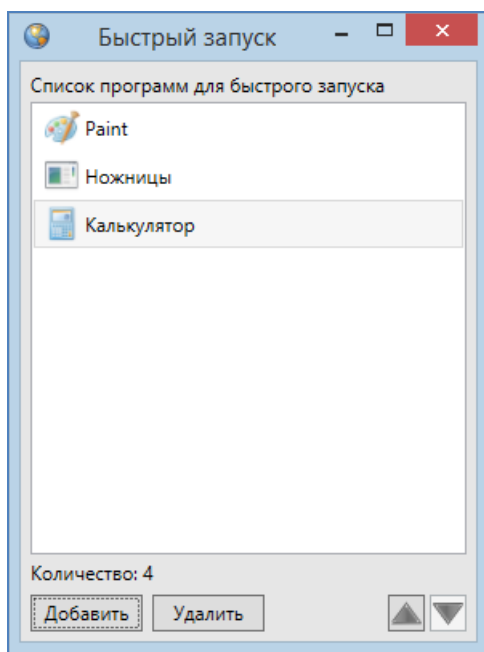 Быстрый запуск
Список программ для быстрого запуска
Paint
Ножницы
Калькулятор
Количество: 4
Добавить Удалить